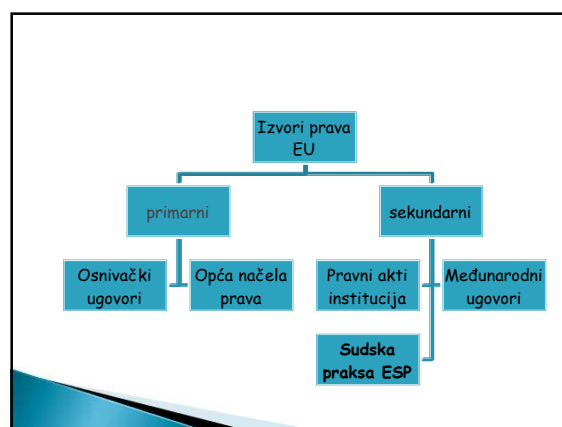 Izvori prava
EU
primarni
sekundarni
Osnivački
ugovori
Opća načela
prava
Pravni akti
institucija
Međunarodni
ugovori
Sudska
praksa ESP